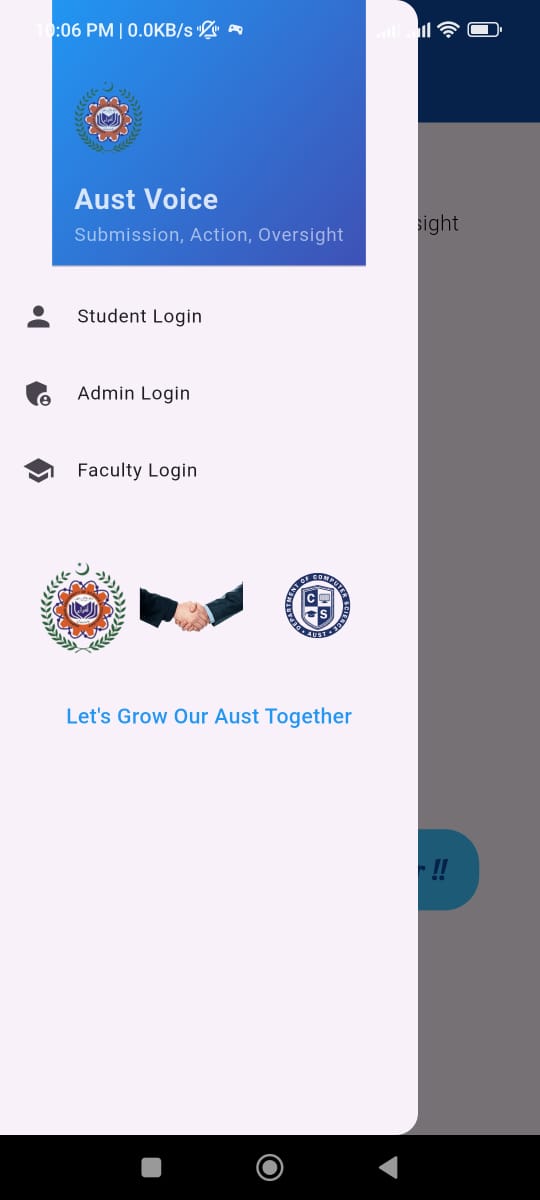 10:06 PM | 0.0KB/s
Aust Voice
Submission, Action, Oversight
sight
Student Login
Admin Login
Faculty Login
DEPARTMENT OF COMPUTER SCIENCE
C
S
AUST
Let's Grow Our Aust Together
r !!